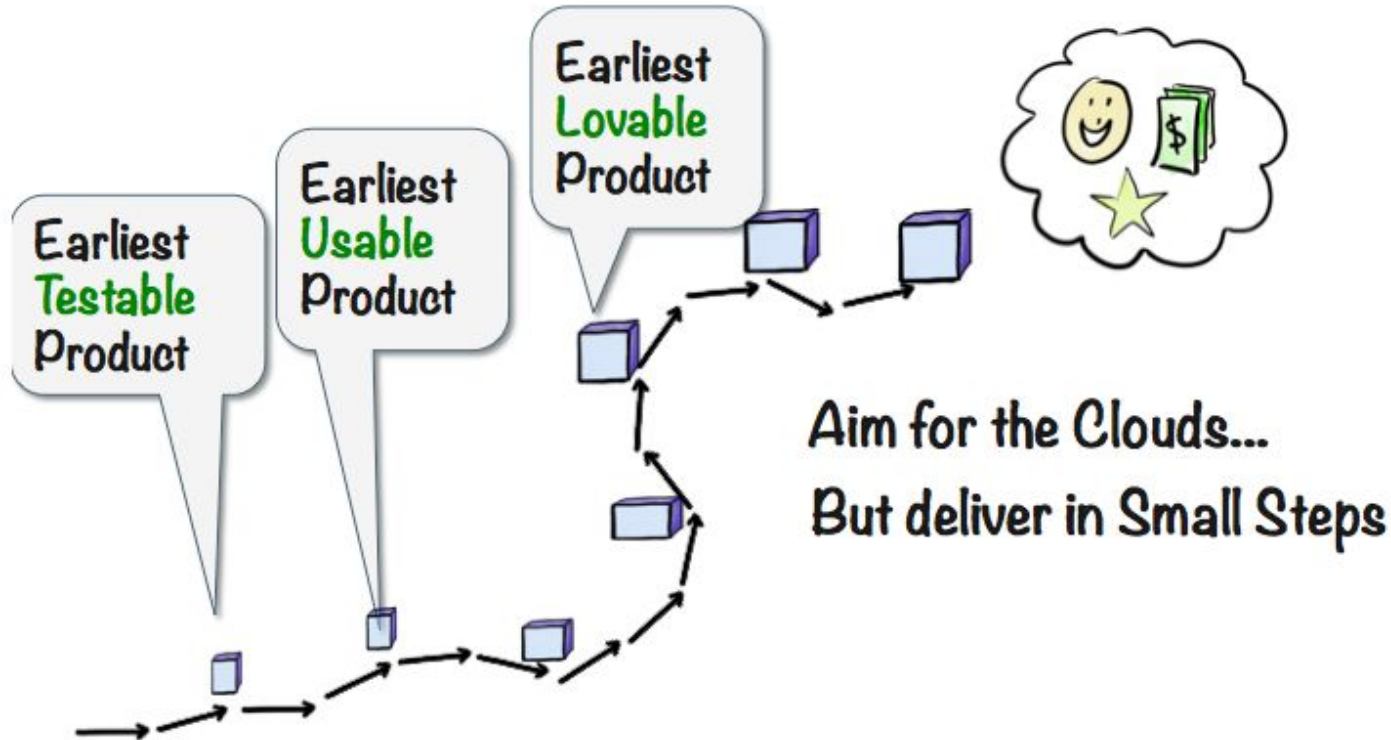 Earliest
Testable
Product
Earliest
Usable
Product
Earliest
Lovable
Product
$
Aim for the Clouds...
But deliver in Small Steps